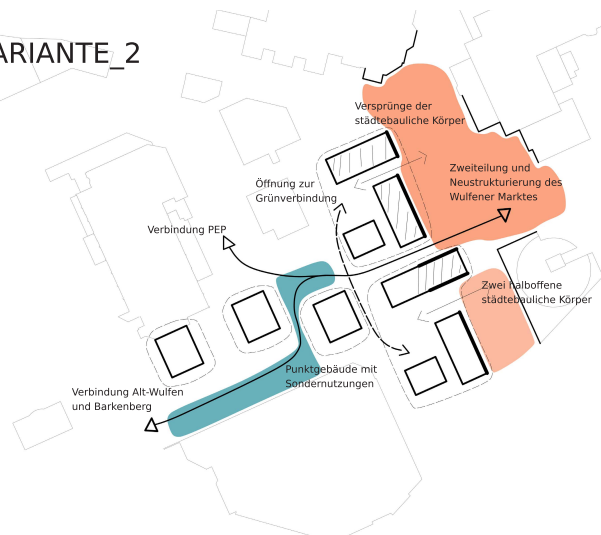 ARIANTE_2
Versprünge der
städtebauliche Körper
Zweiteilung und
Neustrukturierung des
Wulfener Marktes
Öffnung zur
Grünverbindung
Verbindung PEP
Zwei halboffene
städtebauliche Körper
Punktgebäude mit
Sondernutzungen
Verbindung Alt-Wulfen
und Barkenberg